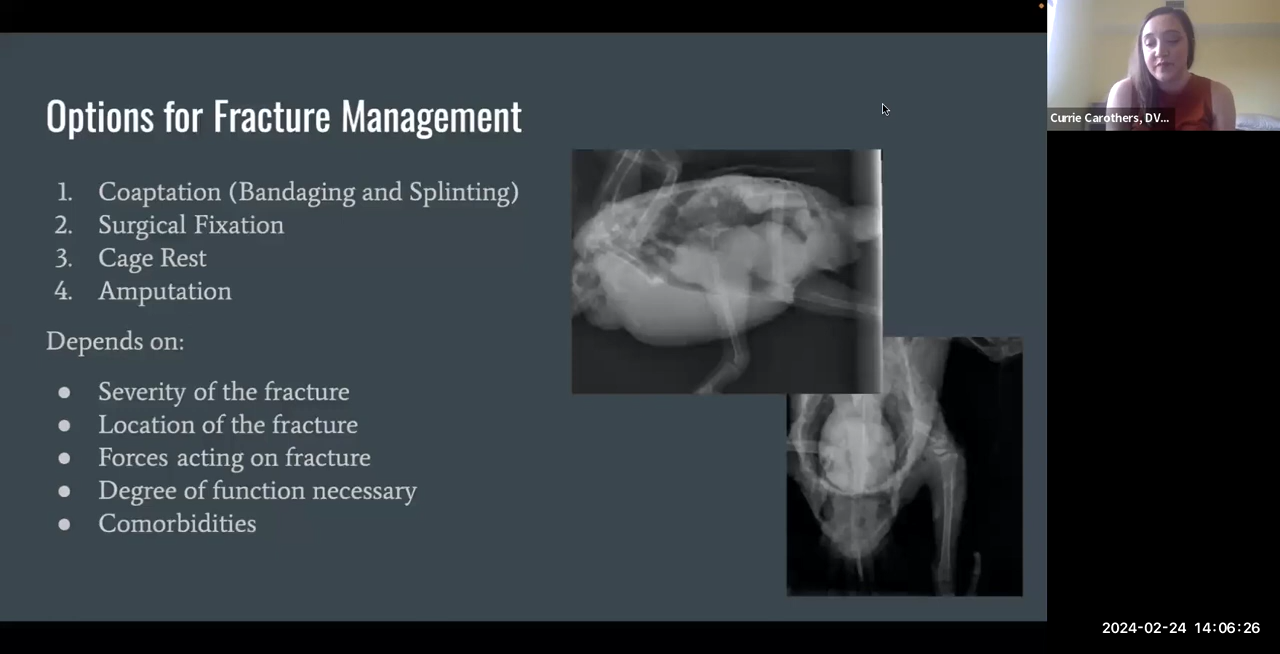 Options for Fracture Management
1. Coaptation (Bandaging and Splinting)
2. Surgical Fixation
3. Cage Rest
4. Amputation
Depends on:
● Severity of the fracture
● Location of the fracture
● Forces acting on fracture
● Degree of function necessary
● Comorbidities
Currie Carothers, DV...
2024-02-24 14:06:26